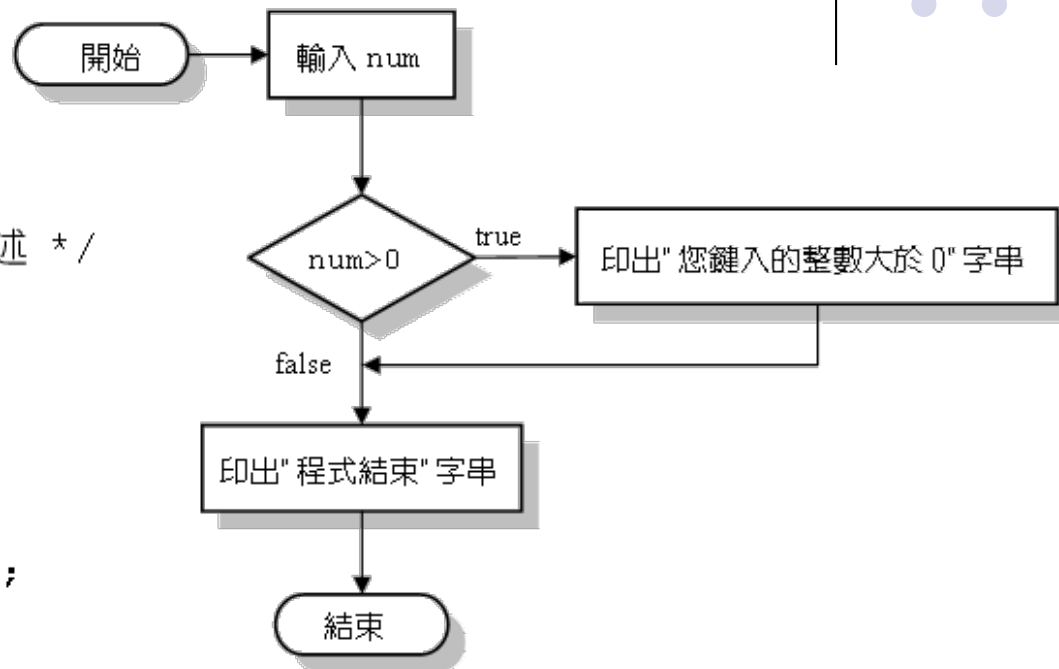 開始
輸入 num
述 */
num>0
true
印出"您鍵入的整數大於 0"字串
false
印出"程式結束"字串
;
結束